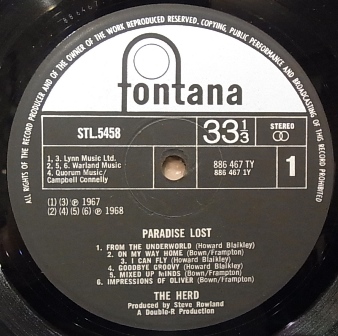 ALL RIGHTS OF THE RECORD PRODUCER AND OF THE OWNER OF THE WORK REPRODUCED RESERVED. COPYING, PUBLIC PERFORMANCE AND BROADCASTING OF THIS RECORD PROHIBITED
fontana
STL.5458
33 1/3
STEREO
1, 3. Lynn Music Ltd.
2, 5, 6. Warland Music
4. Quorum Music/
Campbell Connelly
886 467 TY
886 467 1Y
1
(1) (3) ℗ 1967
(2) (4) (5) (6) ℗ 1968
PARADISE LOST
1. FROM THE UNDERWORLD (Howard Blaikley)
2. ON MY WAY HOME (Bown/Frampton)
3. I CAN FLY (Howard Blaikley)
4. GOODBYE GROOVY (Howard Blaikley)
5. MIXED UP MINDS (Bown/Frampton)
6. IMPRESSIONS OF OLIVER (Bown/Frampton)
THE HERD
Produced by Steve Rowland
A Double-R Production